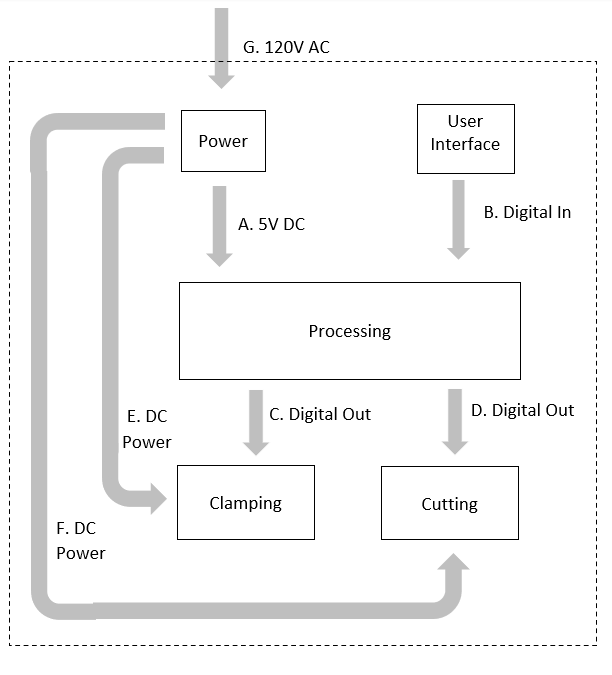 G. 120V AC
Power
User
Interface
A. 5V DC
B. Digital In
Processing
C. Digital Out
D. Digital Out
E. DC
Power
Clamping
Cutting
F. DC
Power